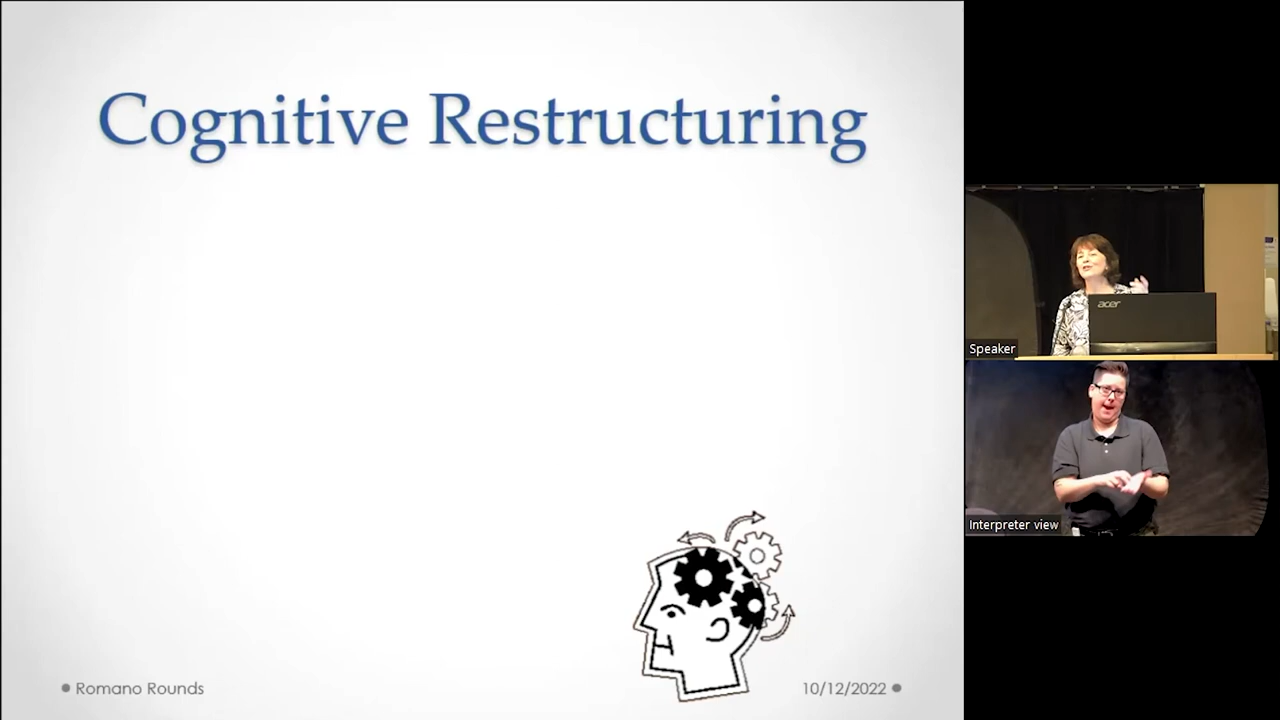 Cognitive Restructuring
acer
Speaker
Interpreter view
Romano Rounds
10/12/2022